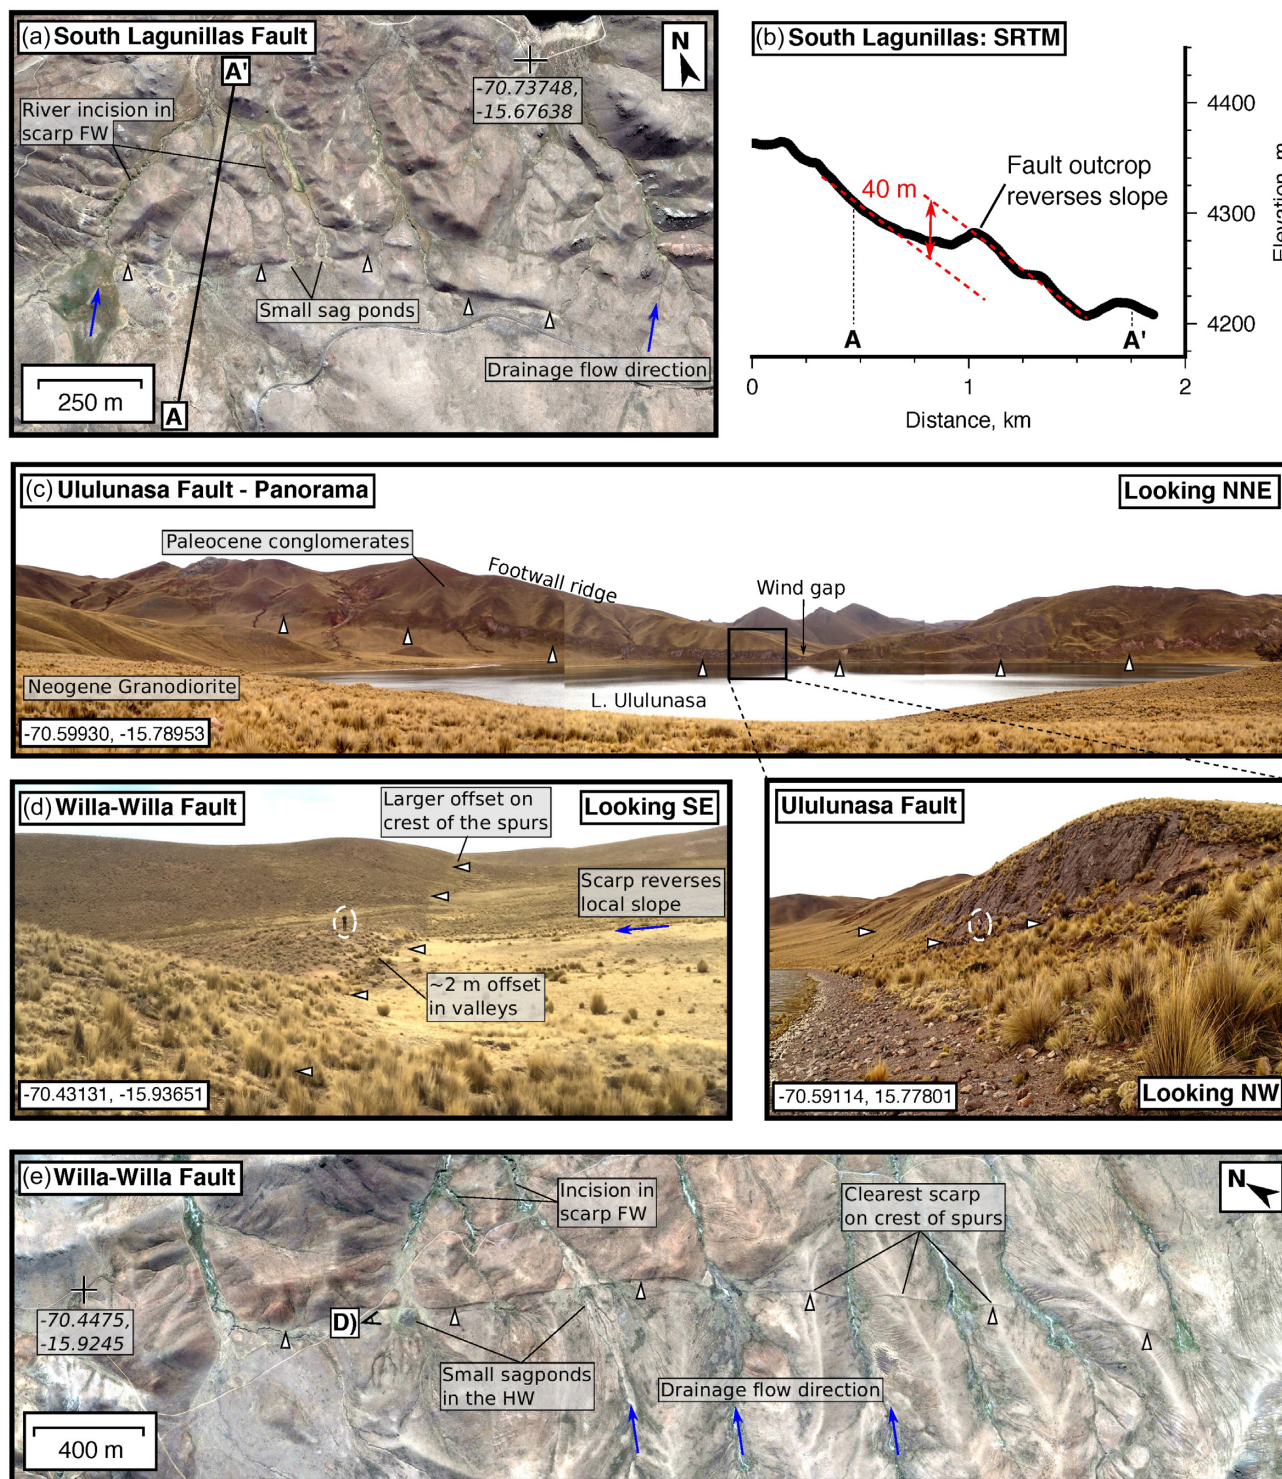 (a) South Lagunillas Fault
A'
N
-70.73748,
-15.67638
River incision in
scarp FW
Small sag ponds
Drainage flow direction
250 m
A
(b) South Lagunillas: SRTM
4400
4300
4200
Elevation, m
40 m
Fault outcrop
reverses slope
A
A'
0
1
2
Distance, km
(c) Ululunasa Fault - Panorama
Looking NNE
Paleocene conglomerates
Footwall ridge
Wind gap
Neogene Granodiorite
L. Ululunasa
-70.59930, -15.78953
(d) Willa-Willa Fault
Larger offset on
crest of the spurs
Looking SE
Scarp reverses
local slope
~2 m offset
in valleys
-70.43131, -15.93651
Ululunasa Fault
-70.59114, 15.77801
Looking NW
(e) Willa-Willa Fault
Incision in
scarp FW
Clearest scarp
on crest of spurs
N
-70.4475,
-15.9245
D)
Small sagponds
in the HW
Drainage flow direction
400 m